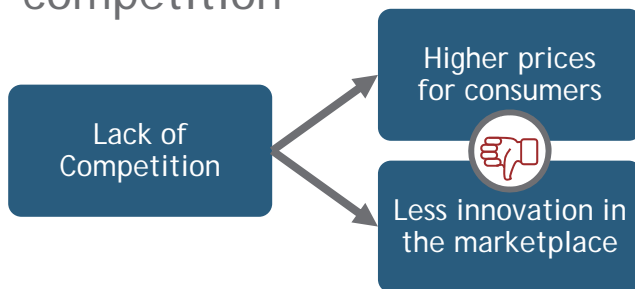 competition
Lack of
Competition
Higher prices
for consumers
Less innovation in
the marketplace